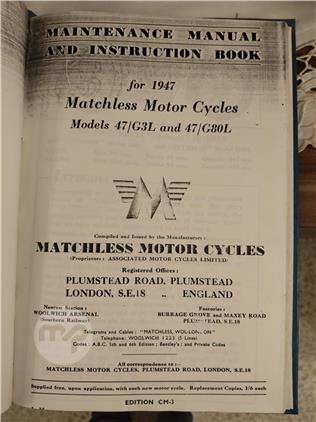 MAINTENANCE MANUAL
AND INSTRUCTION BOOK
for 1947
Matchless Motor Cycles
Models 47/G3L and 47/G80L
M
Compiled and Issued by the Manufacturers :
MATCHLESS MOTOR CYCLES
(Proprietors: ASSOCIATED MOTOR CYCLES LIMITED)
Registered Offices :
PLUMSTEAD ROAD, PLUMSTEAD
LONDON, S.E.18 .. ENGLAND
Nearest Station :
WOOLWICH ARSENAL
(Southern Railway)
Factories :
BURRAGE GROVE and MAXEY ROAD
PLUMSTEAD, S.E.18
Telegrams and Cables : "MATCHLESS, WOL-LONDON"
Telephone: WOOLWICH 1223 (5 Lines)
Codes : A.B.C. 5th and 6th Editions; Bentley's; and Private Codes
All correspondence to:—
MATCHLESS MOTOR CYCLES, PLUMSTEAD ROAD, LONDON, S.E.18
Supplied free, upon application, with each new motor cycle. Replacement Copies, 1/6 each
EDITION CM-3